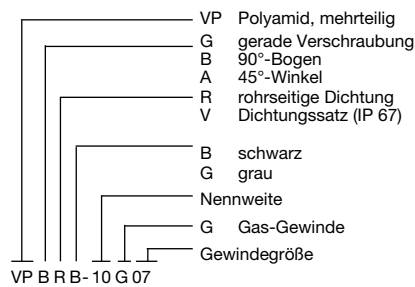 VP Polyamid, mehrteilig
G gerade Verschraubung
B 90°-Bogen
A 45°-Winkel
R rohrseitige Dichtung
V Dichtungssatz (IP 67)
B schwarz
G grau
Nennweite
G Gas-Gewinde
Gewindegröße
VP B R B - 10 G 07